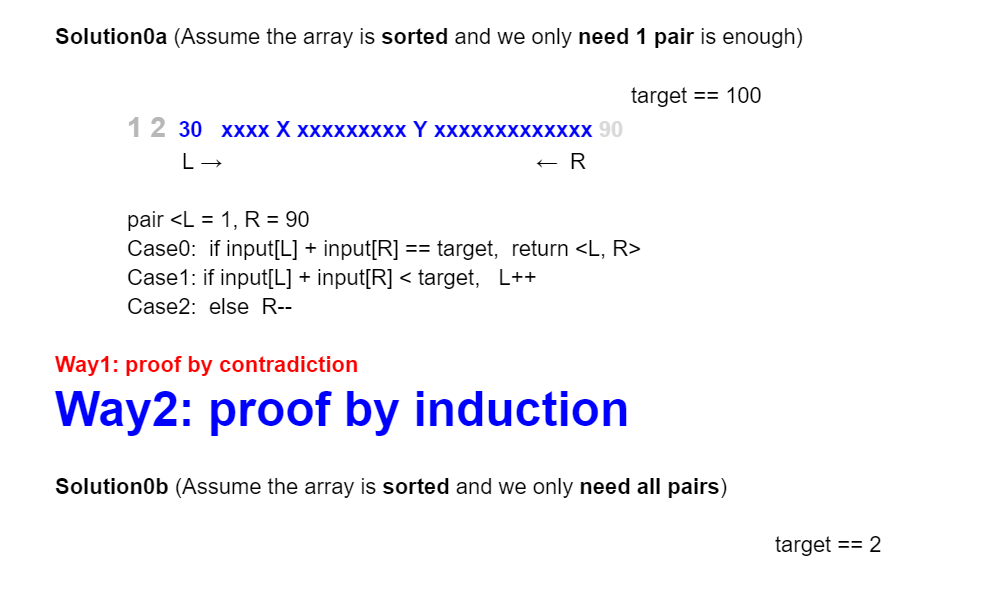 Solution0a (Assume the array is sorted and we only need 1 pair is enough)
target == 100
1 2 30 xxxx X xxxxxxxxx Y xxxxxxxxxxxxx 90
L → ← R
pair <L = 1, R = 90
Case0: if input[L] + input[R] == target, return <L, R>
Case1: if input[L] + input[R] < target, L++
Case2: else R--
Way1: proof by contradiction
Way2: proof by induction
Solution0b (Assume the array is sorted and we only need all pairs)
target == 2